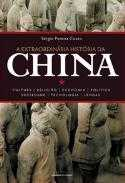 Sérgio Pereira Couto
A EXTRAORDINÁRIA HISTÓRIA DA
CHINA
CULTURA | RELIGIÃO | ECONOMIA | POLÍTICA
SOCIEDADE | TECNOLOGIA | LENDAS